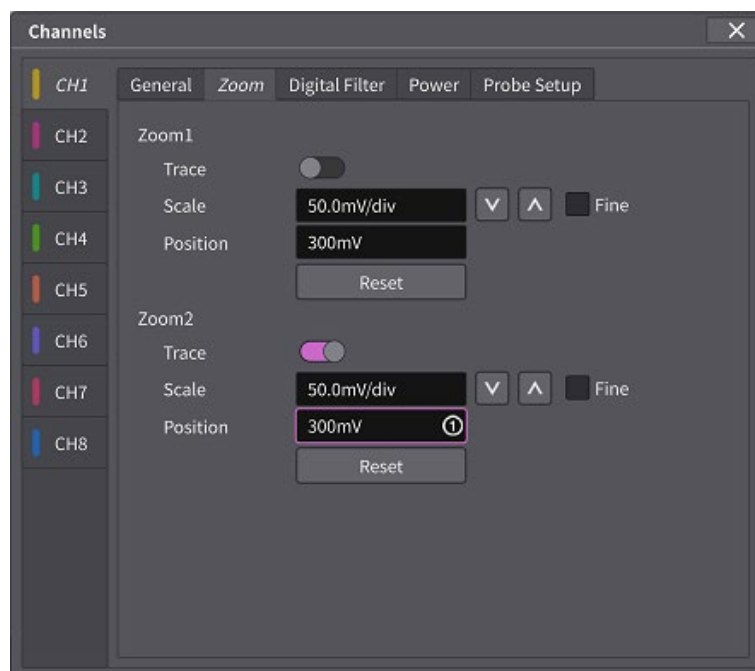 Channels
CH1
CH2
CH3
CH4
CH5
CH6
CH7
CH8
General Zoom Digital Filter Power Probe Setup
Zoom1
Trace
Scale 50.0mV/div Fine
Position 300mV
Reset
Zoom2
Trace
Scale 50.0mV/div Fine
Position 300mV ①
Reset